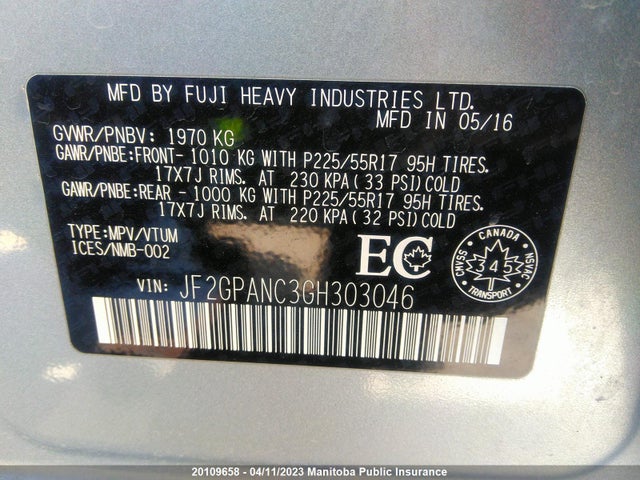 MFD BY FUJI HEAVY INDUSTRIES LTD.
MFD IN 05/16
GVWR/PNBV: 1970 KG
GAWR/PNBE:FRONT- 1010 KG WITH P225/55R17 95H TIRES.
17X7J RIMS. AT 230 KPA (33 PSI) COLD
GAWR/PNBE:REAR - 1000 KG WITH P225/55R17 95H TIRES.
17X7J RIMS. AT 220 KPA (32 PSI) COLD
TYPE:MPV/VTUM
ICES/NMB-002
EC
CANADA
CMVSS
345
NSVAC
VIN: JF2GPANC3GH303046
20109658 - 04/11/2023 Manitoba Public Insurance